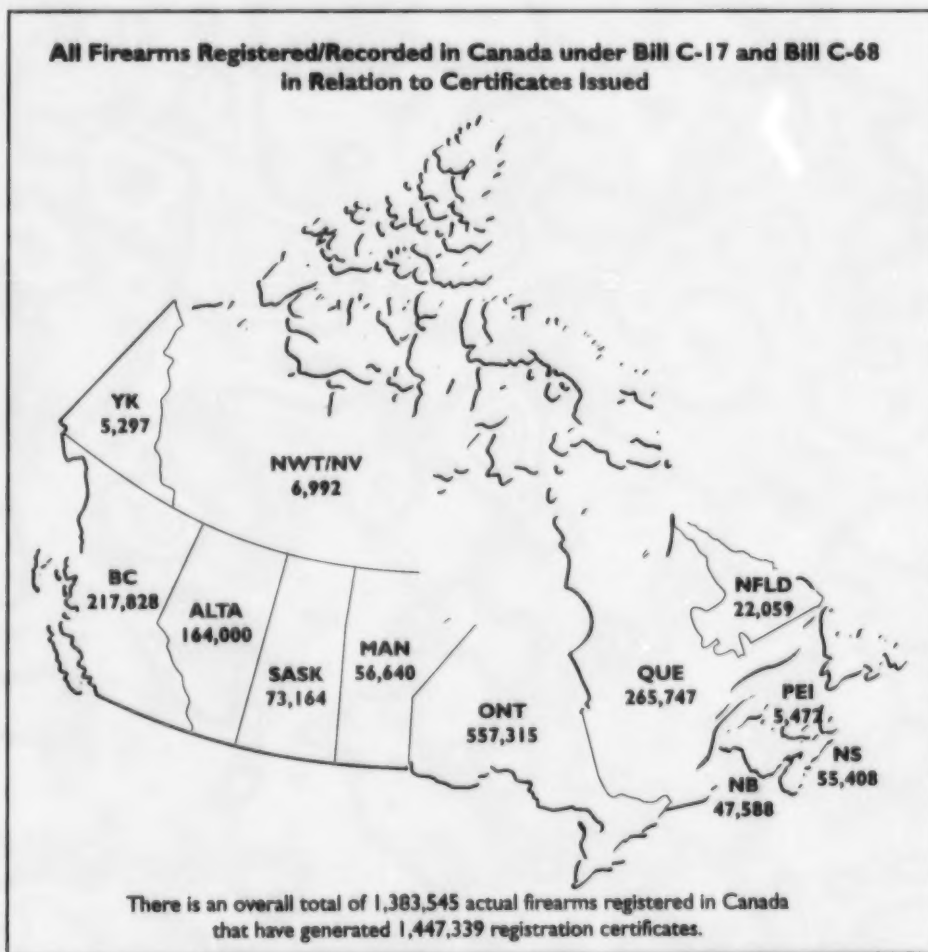 All Firearms Registered/Recorded in Canada under Bill C-17 and Bill C-68
in Relation to Certificates Issued
YK
5,297
NWT/NV
6,992
BC
217,828
ALTA
164,000
SASK
73,164
MAN
56,640
ONT
557,315
QUE
265,747
NFLD
22,059
PEI
5,472
NS
55,408
NB
47,588
There is an overall total of 1,383,545 actual firearms registered in Canada
that have generated 1,447,339 registration certificates.